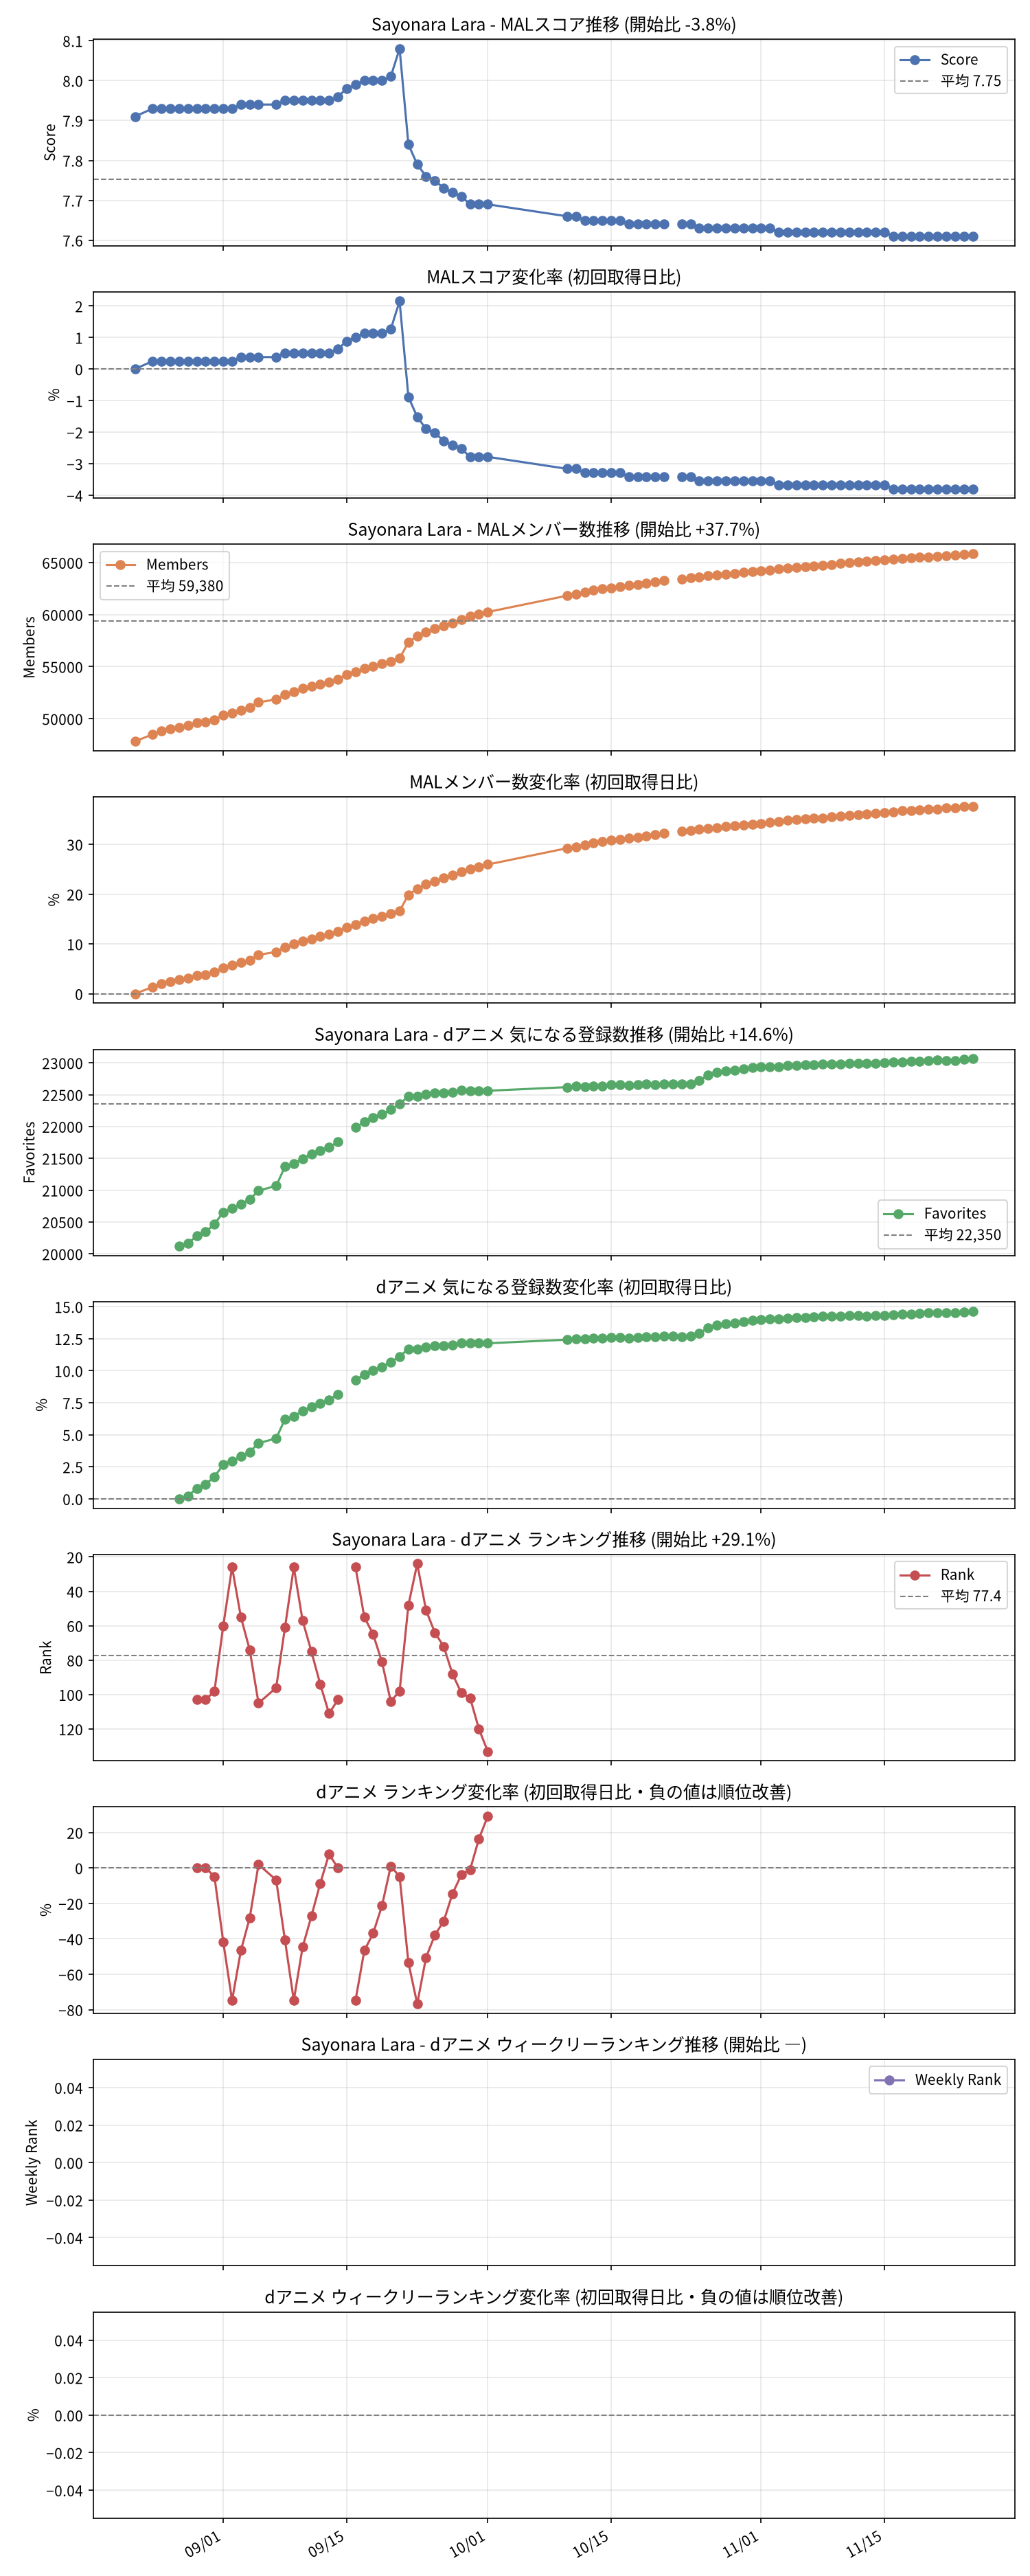 Sayonara Lara - MALスコア推移 (開始比 -3.8%)
8.1
8.0
7.9
7.8
7.7
7.6
Score
Score
平均 7.75
MALスコア変化率 (初回取得日比)
2
1
0
−1
−2
−3
−4
%
Sayonara Lara - MALメンバー数推移 (開始比 +37.7%)
65000
60000
55000
50000
Members
Members
平均 59,380
MALメンバー数変化率 (初回取得日比)
30
20
10
0
%
Sayonara Lara - dアニメ 気になる登録数推移 (開始比 +14.6%)
23000
22500
22000
21500
21000
20500
20000
Favorites
Favorites
平均 22,350
dアニメ 気になる登録数変化率 (初回取得日比)
15.0
12.5
10.0
7.5
5.0
2.5
0.0
%
Sayonara Lara - dアニメ ランキング推移 (開始比 +29.1%)
20
40
60
80
100
120
Rank
Rank
平均 77.4
dアニメ ランキング変化率 (初回取得日比・負の値は順位改善)
20
0
−20
−40
−60
−80
%
Sayonara Lara - dアニメ ウィークリーランキング推移 (開始比 —)
0.04
0.02
0.00
−0.02
−0.04
Weekly Rank
Weekly Rank
dアニメ ウィークリーランキング変化率 (初回取得日比・負の値は順位改善)
0.04
0.02
0.00
−0.02
−0.04
%
09/01
09/15
10/01
10/15
11/01
11/15